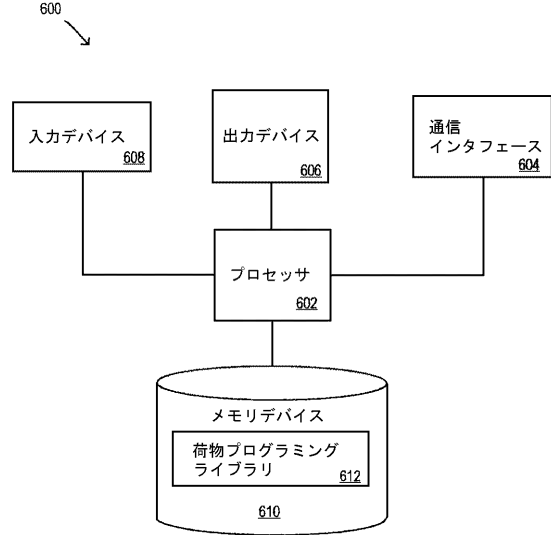 600
入力デバイス
608
出力デバイス
606
通信
インタフェース
604
プロセッサ
602
メモリデバイス
荷物プログラミング
ライブラリ
612
610